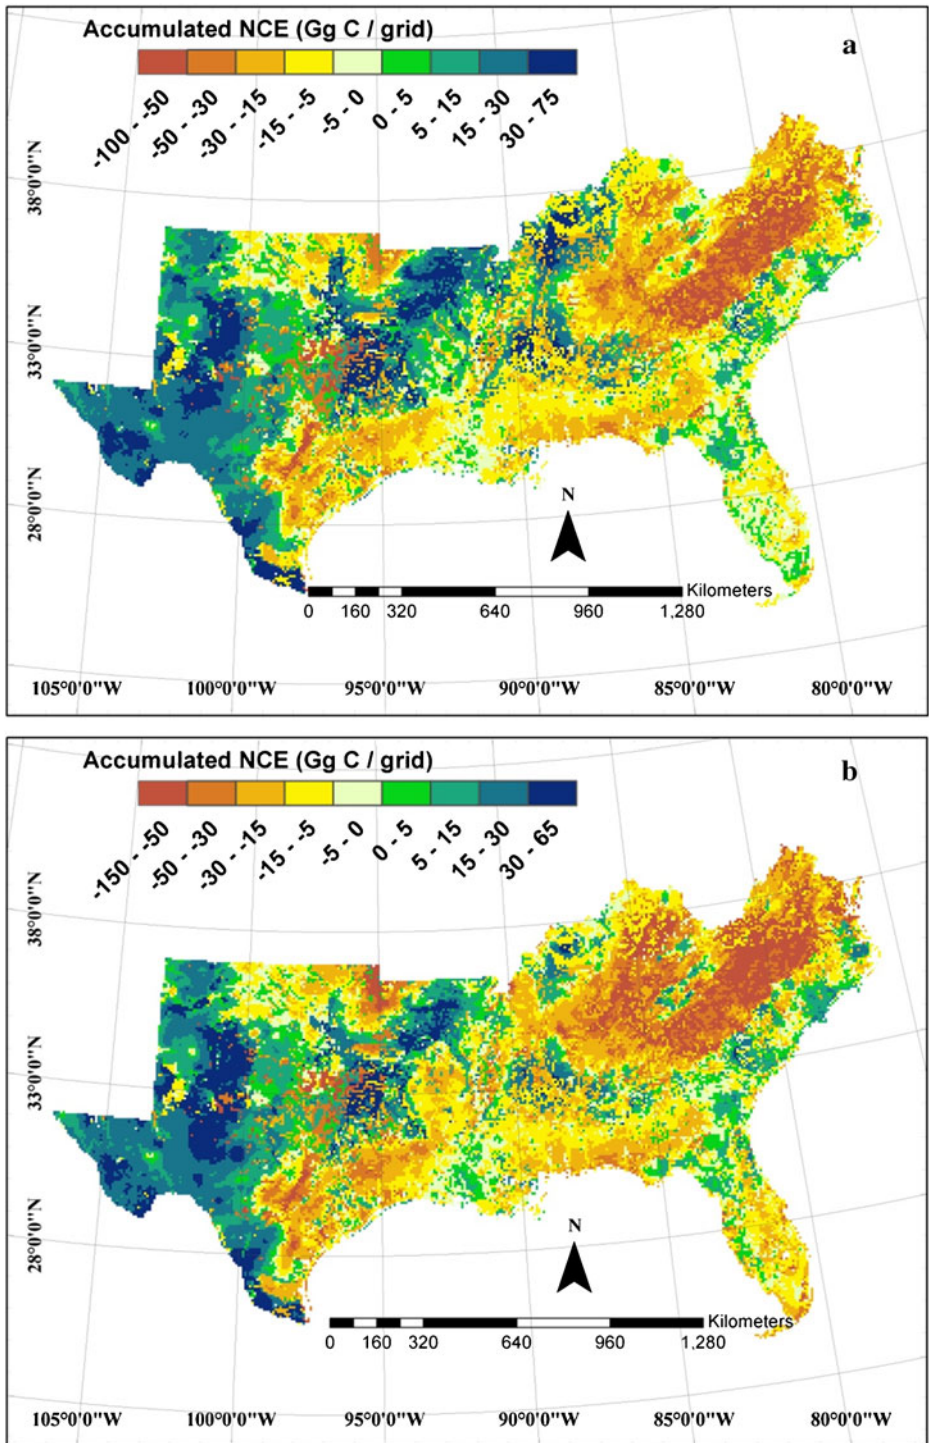 Accumulated NCE (Gg C / grid)
a
-100 - -50
-50 - -30
-30 - -15
-15 - -5
-5 - 0
0 - 5
5 - 15
15 - 30
30 - 75
38°0'0"N
33°0'0"N
28°0'0"N
N
Kilometers
0 160 320 640 960 1,280
105°0'0"W 100°0'0"W 95°0'0"W 90°0'0"W 85°0'0"W 80°0'0"W
Accumulated NCE (Gg C / grid)
b
-150 - -50
-50 - -30
-30 - -15
-15 - -5
-5 - 0
0 - 5
5 - 15
15 - 30
30 - 65
38°0'0"N
33°0'0"N
28°0'0"N
N
Kilometers
0 160 320 640 960 1,280
105°0'0"W 100°0'0"W 95°0'0"W 90°0'0"W 85°0'0"W 80°0'0"W